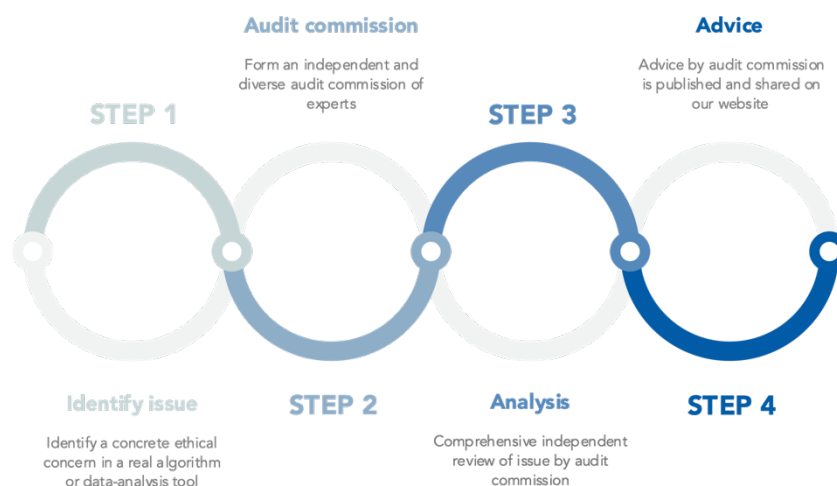 STEP 1
Identify issue
Identify a concrete ethical
concern in a real algorithm
or data-analysis tool
Audit commission
Form an independent and
diverse audit commission of
experts
STEP 2
STEP 3
Analysis
Comprehensive independent
review of issue by audit
commission
Advice
Advice by audit commission
is published and shared on
our website
STEP 4